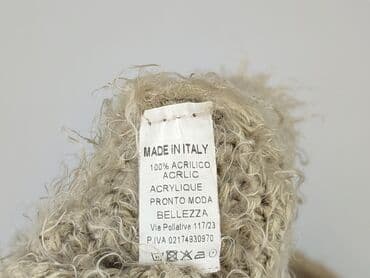 MADE IN ITALY
100% ACRILICO
ACRLIC
ACRYLIQUE
PRONTO MODA
BELLEZZA
Via Pollative 117/23
P.IVA 02174930970